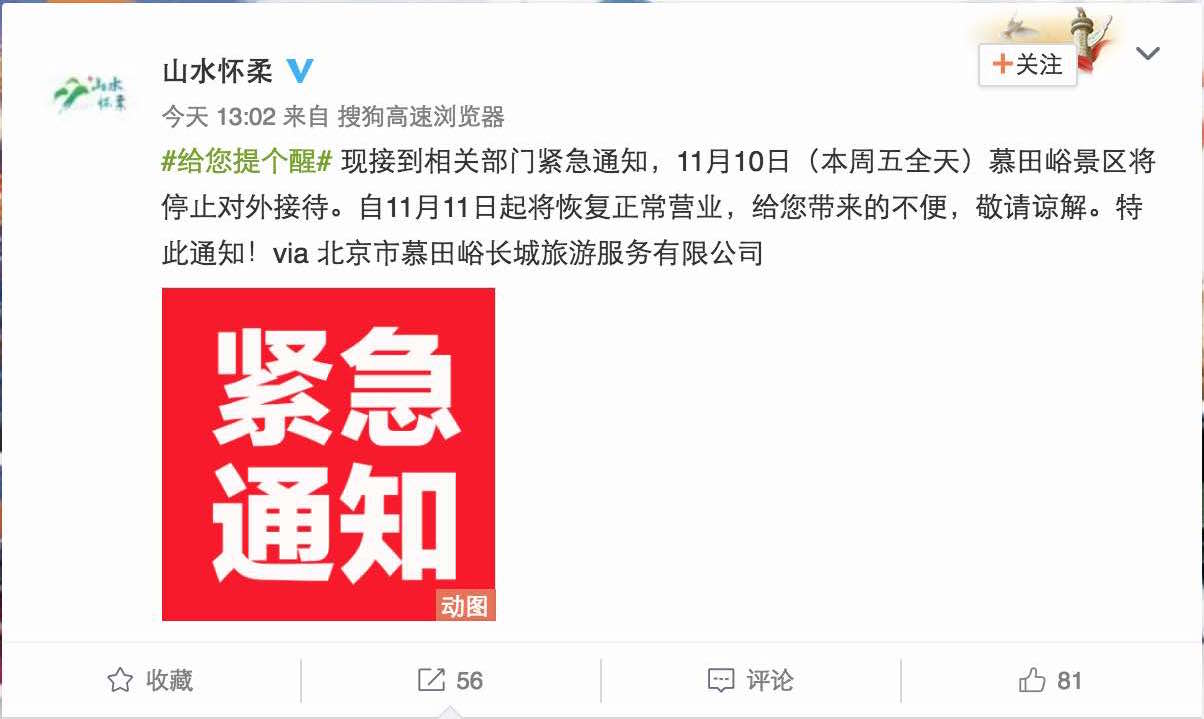 山水怀柔
山水
怀柔
+关注
今天 13:02 来自 搜狗高速浏览器
#给您提个醒# 现接到相关部门紧急通知，11月10日（本周五全天）慕田峪景区将
停止对外接待。自11月11日起将恢复正常营业，给您带来的不便，敬请谅解。特
此通知！via 北京市慕田峪长城旅游服务有限公司
紧急
通知
动图
收藏
56
评论
81